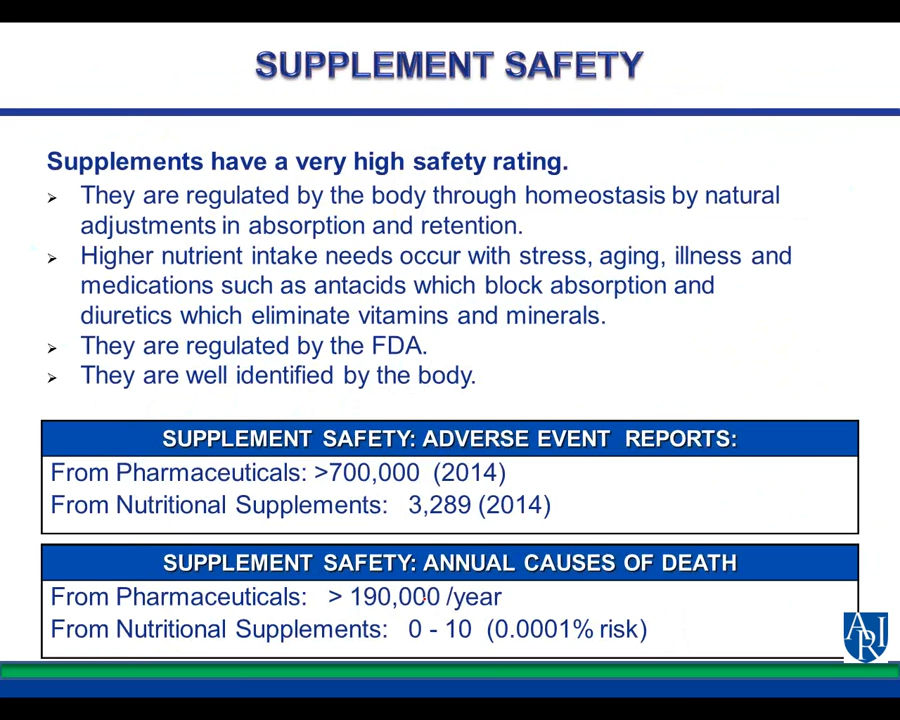 SUPPLEMENT SAFETY
Supplements have a very high safety rating.
They are regulated by the body through homeostasis by natural
adjustments in absorption and retention.
Higher nutrient intake needs occur with stress, aging, illness and
medications such as antacids which block absorption and
diuretics which eliminate vitamins and minerals.
They are regulated by the FDA.
They are well identified by the body.
SUPPLEMENT SAFETY: ADVERSE EVENT REPORTS:
From Pharmaceuticals: >700,000 (2014)
From Nutritional Supplements: 3,289 (2014)
SUPPLEMENT SAFETY: ANNUAL CAUSES OF DEATH
From Pharmaceuticals: > 190,000 /year
From Nutritional Supplements: 0 - 10 (0.0001% risk)
ADRI